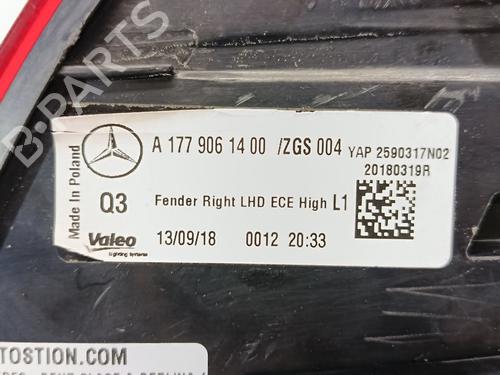 B-PARTS
A 177 906 14 00 /ZGS 004
YAP 2590317N02
20180319R
Made In Poland
Q3
Fender Right LHD ECE High L1
Valeo
lighting systems
13/09/18
0012 20:33
TOSTION.COM